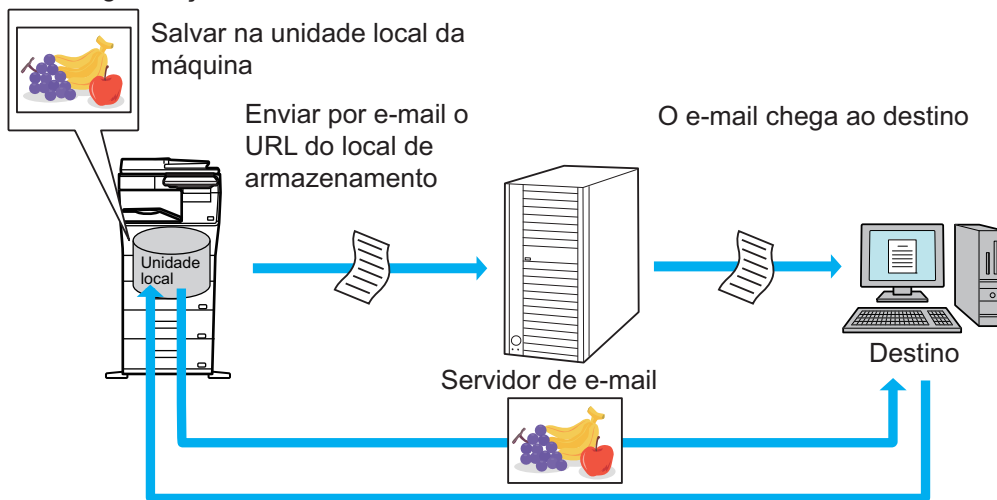 Salvar na unidade local da
máquina
Enviar por e-mail o
URL do local de
armazenamento
O e-mail chega ao destino
Unidade
local
Servidor de e-mail
Destino